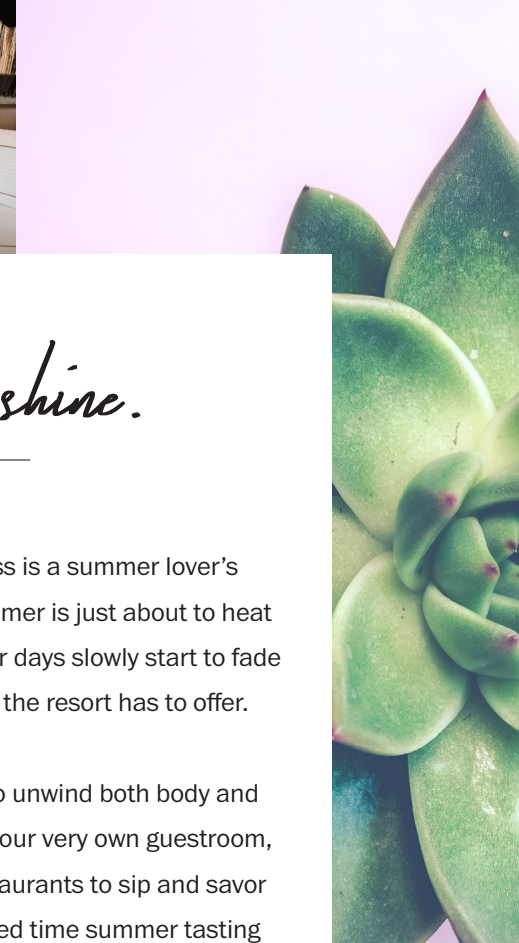 shine.
ss is a summer lover’s
mer is just about to heat
r days slowly start to fade
the resort has to offer.
o unwind both body and
our very own guestroom,
aurants to sip and savor
ed time summer tasting